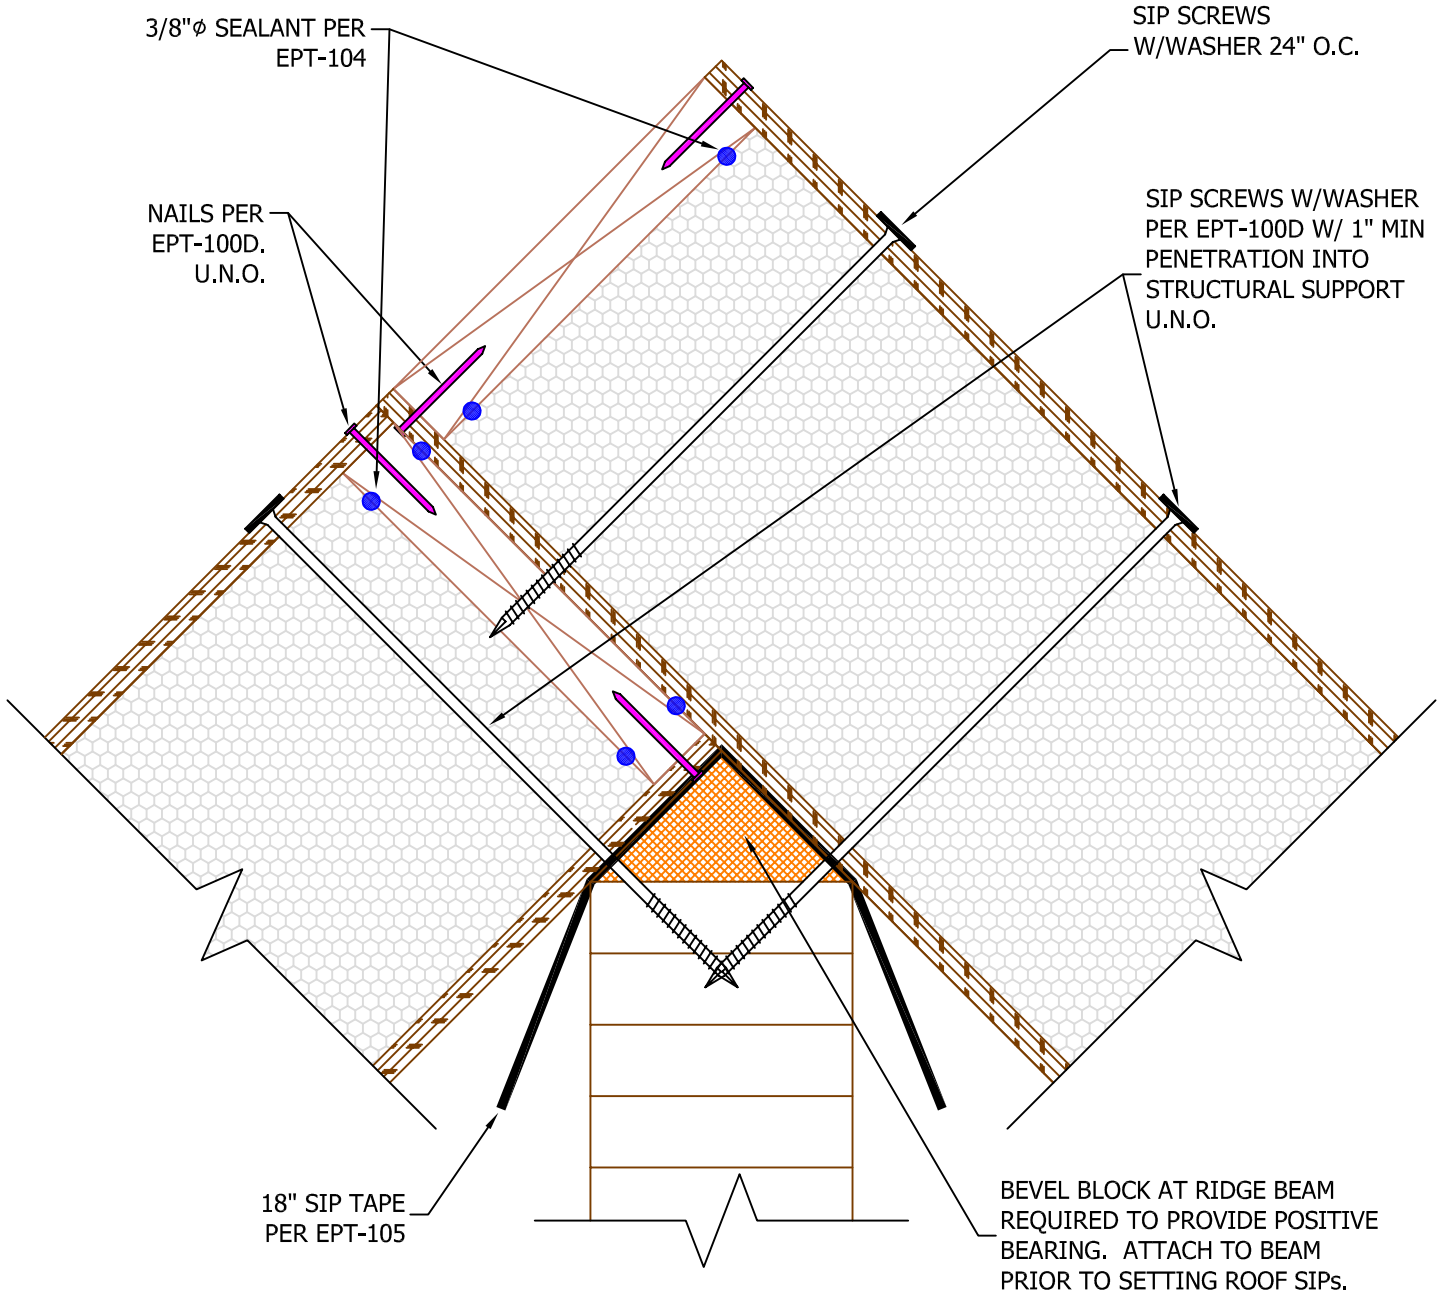 3/8"⌀ SEALANT PER
EPT-104
SIP SCREWS
W/WASHER 24" O.C.
NAILS PER
EPT-100D.
U.N.O.
SIP SCREWS W/WASHER
PER EPT-100D W/ 1" MIN
PENETRATION INTO
STRUCTURAL SUPPORT
U.N.O.
18" SIP TAPE
PER EPT-105
BEVEL BLOCK AT RIDGE BEAM
REQUIRED TO PROVIDE POSITIVE
BEARING.  ATTACH TO BEAM
PRIOR TO SETTING ROOF SIPs.